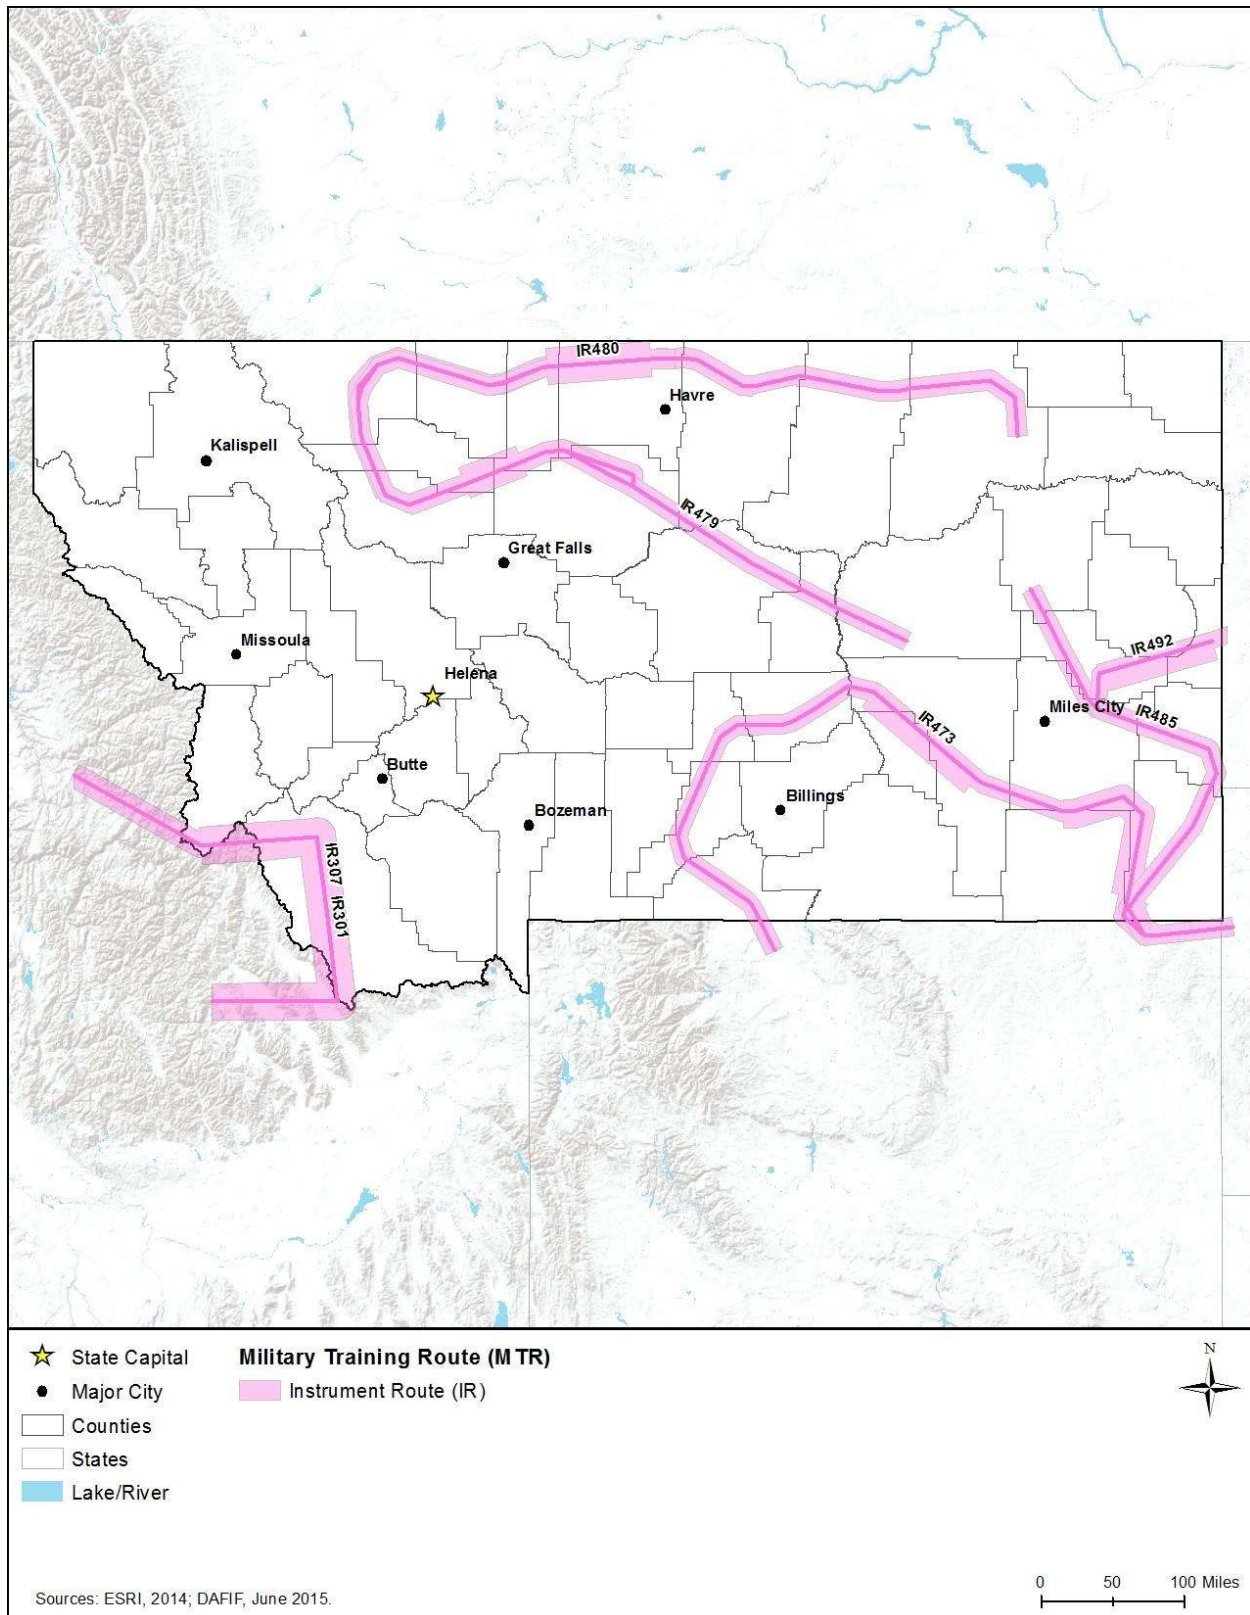 IR480
Havre
Kalispell
IR479
Great Falls
Missoula
IR492
Helena
Miles City
IR485
IR473
Butte
Billings
Bozeman
IR307 IR301
State Capital
Military Training Route (MTR)
N
Major City
Instrument Route (IR)
Counties
States
Lake/River
Sources: ESRI, 2014; DAFIF, June 2015.
0 50 100 Miles